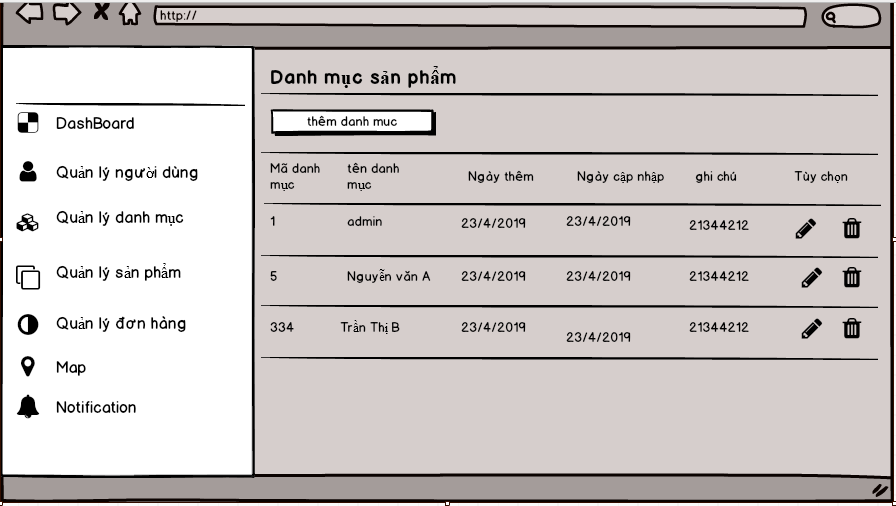 http://
Danh mục sản phẩm
thêm danh muc
DashBoard
Quản lý người dùng
Quản lý danh mục
Quản lý sản phẩm
Quản lý đơn hàng
Map
Notification
Mã danh mục tên danh mục Ngày thêm Ngày cập nhập ghi chú Tùy chọn
1 admin 23/4/2019 23/4/2019 21344212
5 Nguyễn văn A 23/4/2019 23/4/2019 21344212
334 Trần Thị B 23/4/2019 23/4/2019 21344212